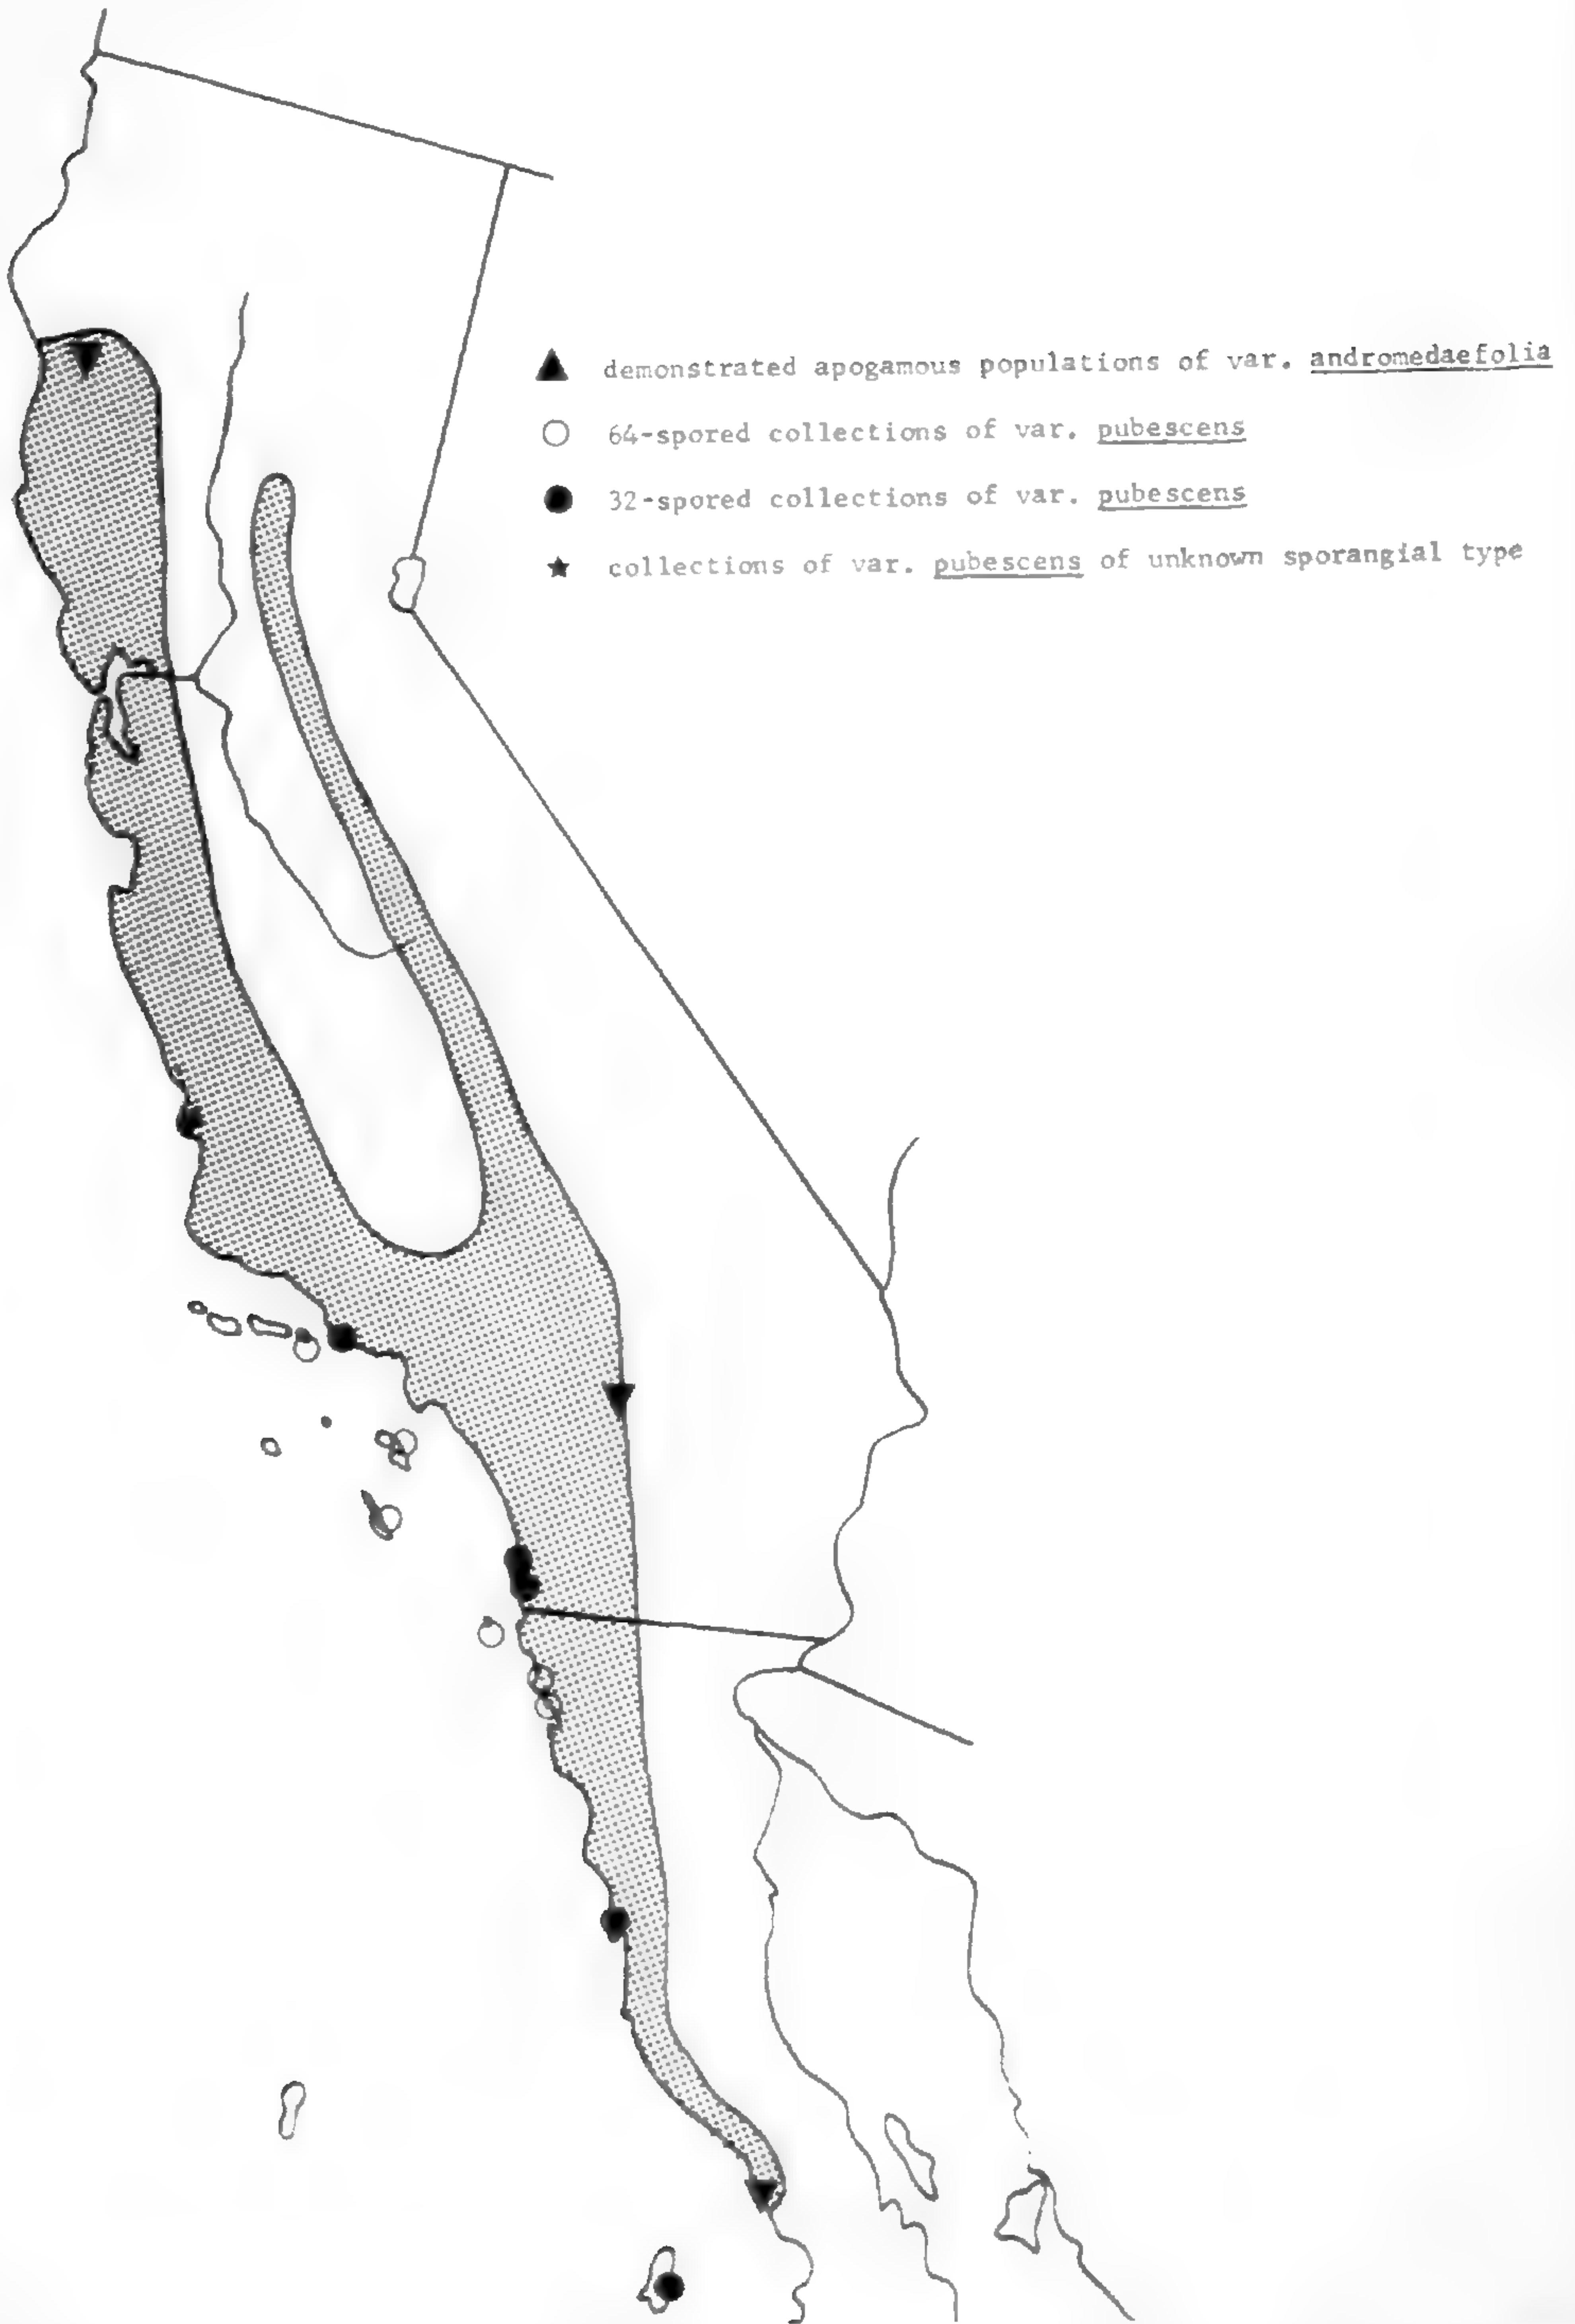 ▲ demonstrated apogamous populations of var. andromedaefolia
○ 64-spored collections of var. pubescens
● 32-spored collections of var. pubescens
★ collections of var. pubescens of unknown sporangial type